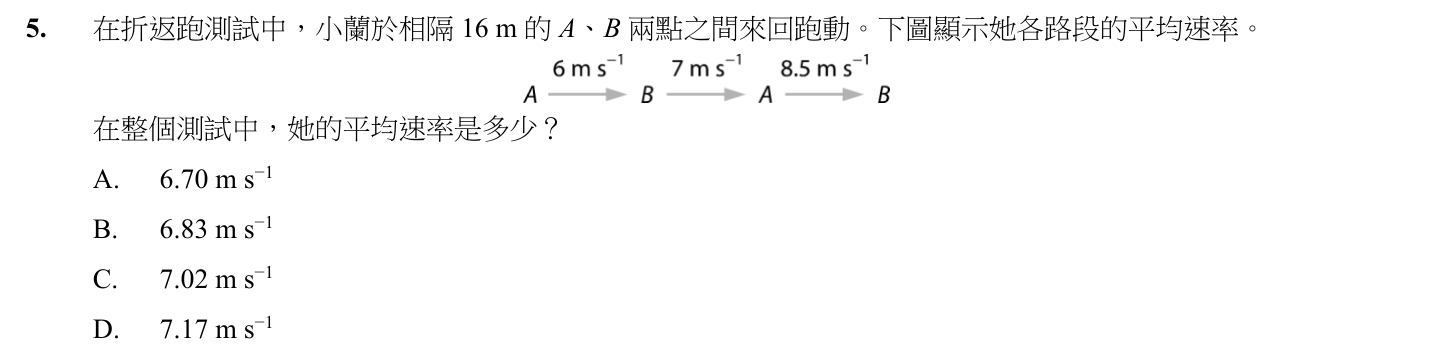 5. 在折返跑測試中，小蘭於相隔 16 m 的 A、B 兩點之間來回跑動。下圖顯示她各路段的平均速率。
6 m s⁻¹ 7 m s⁻¹ 8.5 m s⁻¹
A B A B
在整個測試中，她的平均速率是多少？
A. 6.70 m s⁻¹
B. 6.83 m s⁻¹
C. 7.02 m s⁻¹
D. 7.17 m s⁻¹